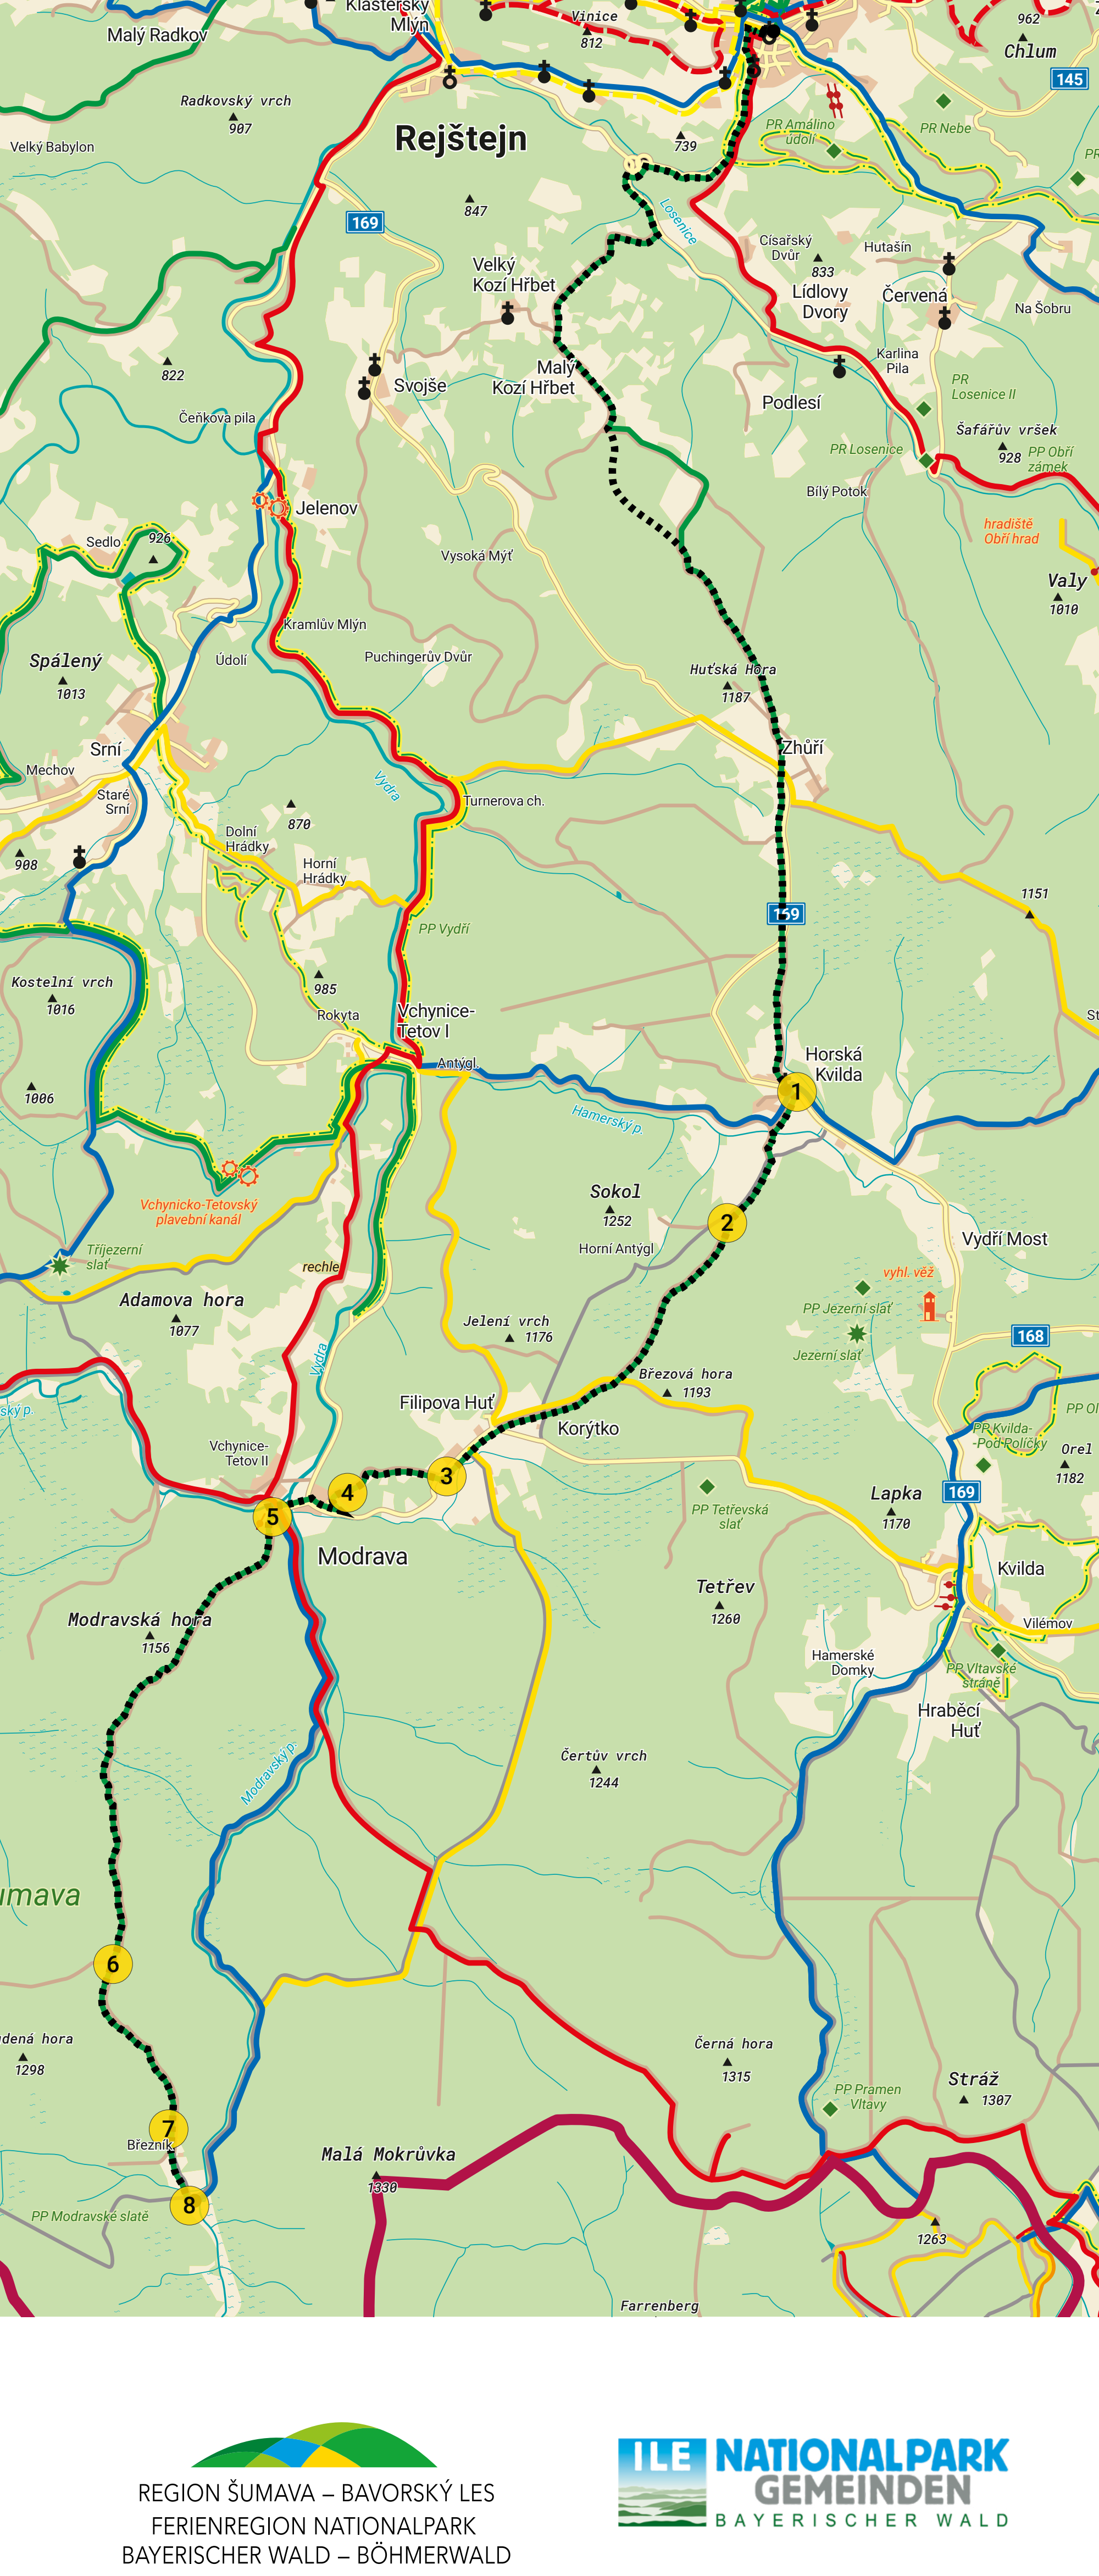 Klášterský
Mlýn
Vinice
812
962
Chlum
Malý Radkov
145
Radkovský vrch
907
Velký Babylon
Rejštejn
739
PR Amálino
údolí
PR Nebe
847
169
Losenice
Císařský
Dvůr
833
Hutašín
Velký
Kozí Hřbet
Lídlovy
Dvory
Červená
Na Šobru
822
Malý
Kozí Hřbet
Karlina
Pila
Svojše
PR
Losenice II
Podlesí
Čeňkova pila
Šafářův vršek
928
PR Losenice
PP Obří
zámek
Bílý Potok
Jelenov
hradiště
Obří hrad
Sedlo
926
Vysoká Mýť
Valy
1010
Kramlův Mlýn
Spálený
1013
Údolí
Puchingerův Dvůr
Huťská Hora
1187
Srní
Zhůří
Mechov
Staré
Srní
Vydra
Turnerova ch.
870
Dolní
Hrádky
908
Horní
Hrádky
1151
169
PP Vydří
Kostelní vrch
1016
985
Rokyta
Vchynice-
Tetov I
Antýgl
Horská
Kvilda
1
1006
Hamerský p.
Sokol
1252
Vchynicko-Tetovský
plavební kanál
2
Horní Antýgl
Vydří Most
Tříjezerní
slať
rechle
vyhl. věž
Adamova hora
1077
PP Jezerní slať
Jelení vrch
1176
Jezerní slať
168
Vydra
Březová hora
1193
Filipova Huť
Korýtko
PP Kvilda-
-Pod Políčky
Orel
1182
Vchynice-
Tetov II
3
4
5
PP Tetřevská
slať
Lapka
1170
169
Modrava
Kvilda
Tetřev
1260
Modravská hora
1156
Vilémov
Hamerské
Domky
PP Vltavské
stráně
Hraběcí
Huť
Modravský p.
Čertův vrch
1244
6
1298
Černá hora
1315
Stráž
1307
PP Pramen
Vltavy
7
Březník
Malá Mokrůvka
1330
8
PP Modravské slatě
1263
Farrenberg
REGION ŠUMAVA – BAVORSKÝ LES
FERIENREGION NATIONALPARK
BAYERISCHER WALD – BÖHMERWALD
ILE NATIONALPARK
GEMEINDEN
BAYERISCHER WALD